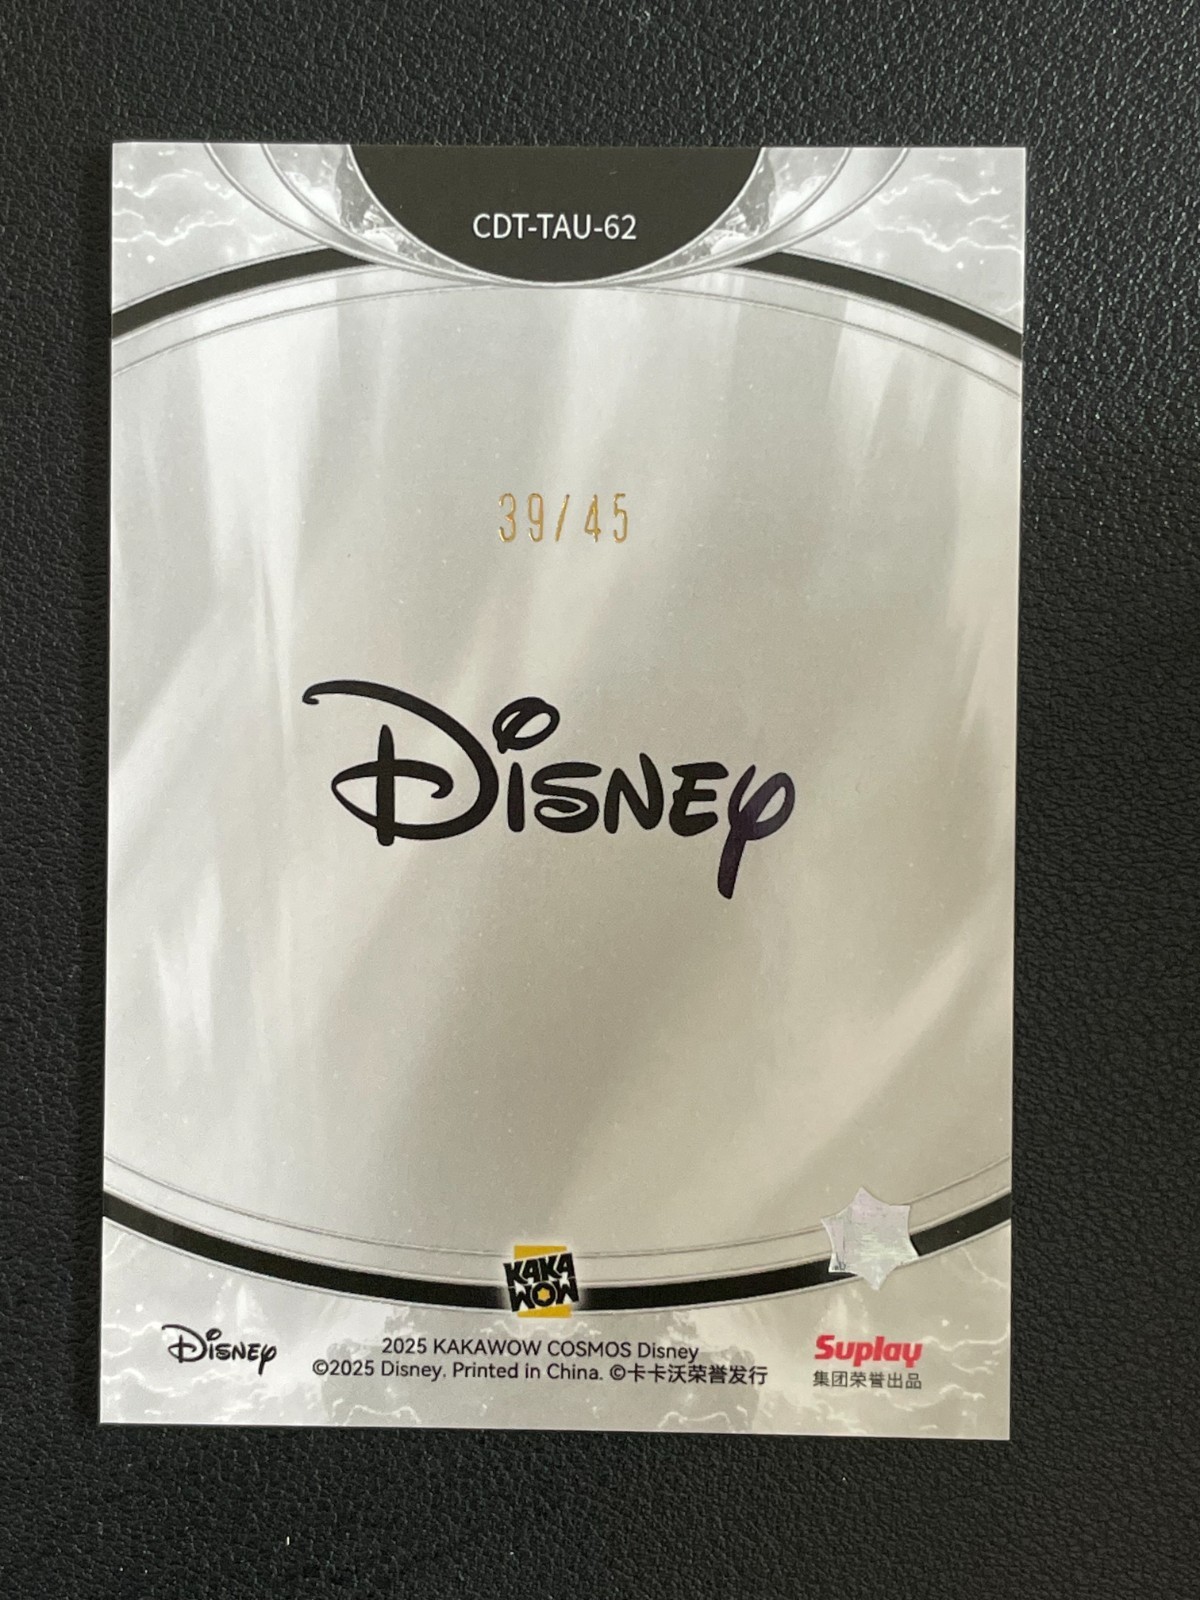 CDT-TAU-62
39/45
Disney
KAKA
WOW
Disney
2025 KAKAWOW COSMOS Disney
©2025 Disney. Printed in China. ©卡卡沃荣誉发行
Suplay
集团荣誉出品